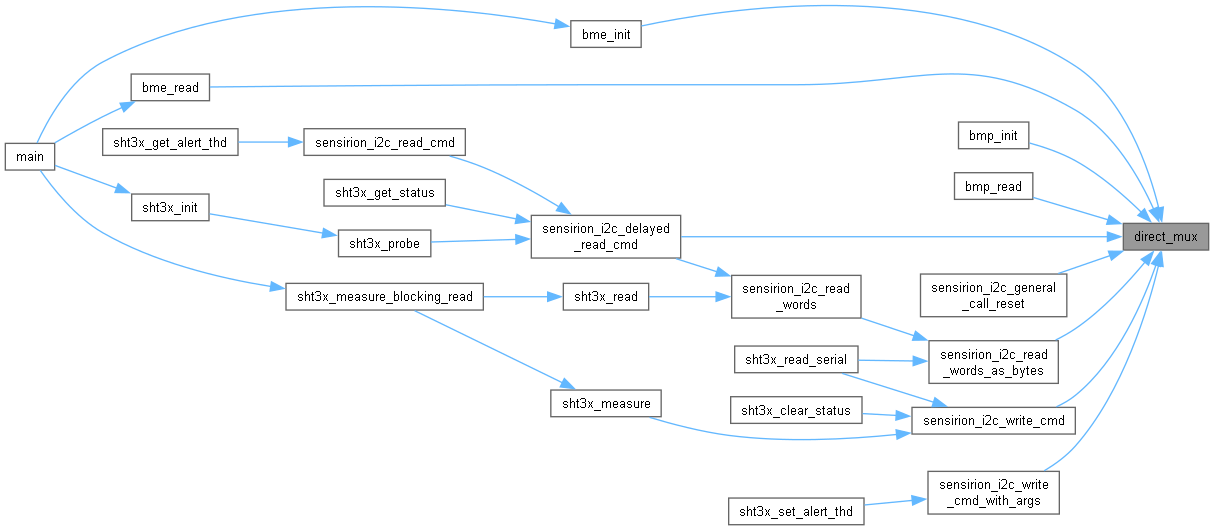 bme_init
bme_read
sht3x_get_alert_thd
sensirion_i2c_read_cmd
bmp_init
main
sht3x_get_status
bmp_read
sht3x_init
sht3x_probe
sensirion_i2c_delayed
_read_cmd
direct_mux
sht3x_measure_blocking_read
sht3x_read
sensirion_i2c_read
_words
sensirion_i2c_general
_call_reset
sht3x_read_serial
sensirion_i2c_read
_words_as_bytes
sht3x_measure
sht3x_clear_status
sensirion_i2c_write_cmd
sensirion_i2c_write
_cmd_with_args
sht3x_set_alert_thd